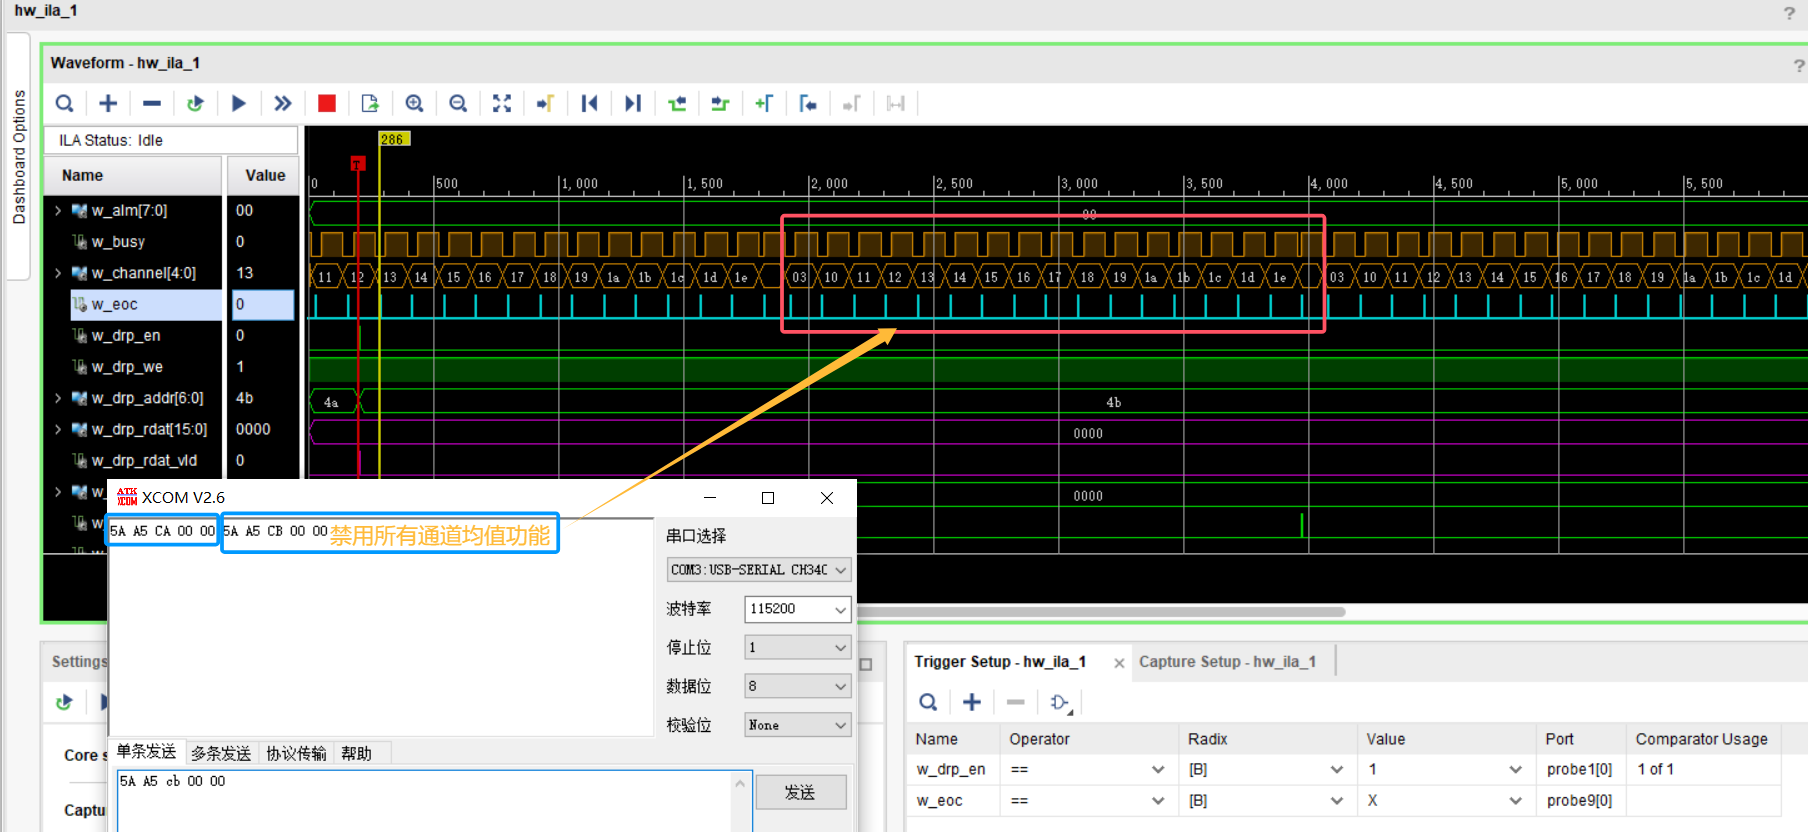 hw_ila_1
?
Dashboard Options
Waveform - hw_ila_1
?
ILA Status: Idle
Name Value
286
T
0 500 1,000 1,500 2,000 2,500 3,000 3,500 4,000 4,500 5,000 5,500
w_alm[7:0] 00 00
w_busy 0
w_channel[4:0] 13 11 12 13 14 15 16 17 18 19 1a 1b 1c 1d 1e 03 10 11 12 13 14 15 16 17 18 19 1a 1b 1c 1d 1e 03 10 11 12 13 14 15 16 17 18 19 1a 1b 1c 1d
w_eoc 0
w_drp_en 0
w_drp_we 1
w_drp_addr[6:0] 4b 4a 4b
w_drp_rdat[15:0] 0000 0000
w_drp_rdat_vld 0
w_ 0000
w_
XCOM V2.6
5A A5 CA 00 00 5A A5 CB 00 00 禁用所有通道均值功能
串口选择
COM3:USB-SERIAL CH34C
波特率 115200
停止位 1
数据位 8
校验位 None
单条发送 多条发送 协议传输 帮助
5A A5 cb 00 00
发送
Settings
Core s
Captu
Trigger Setup - hw_ila_1 Capture Setup - hw_ila_1
Name Operator Radix Value Port Comparator Usage
w_drp_en == [B] 1 probe1[0] 1 of 1
w_eoc == [B] X probe9[0]